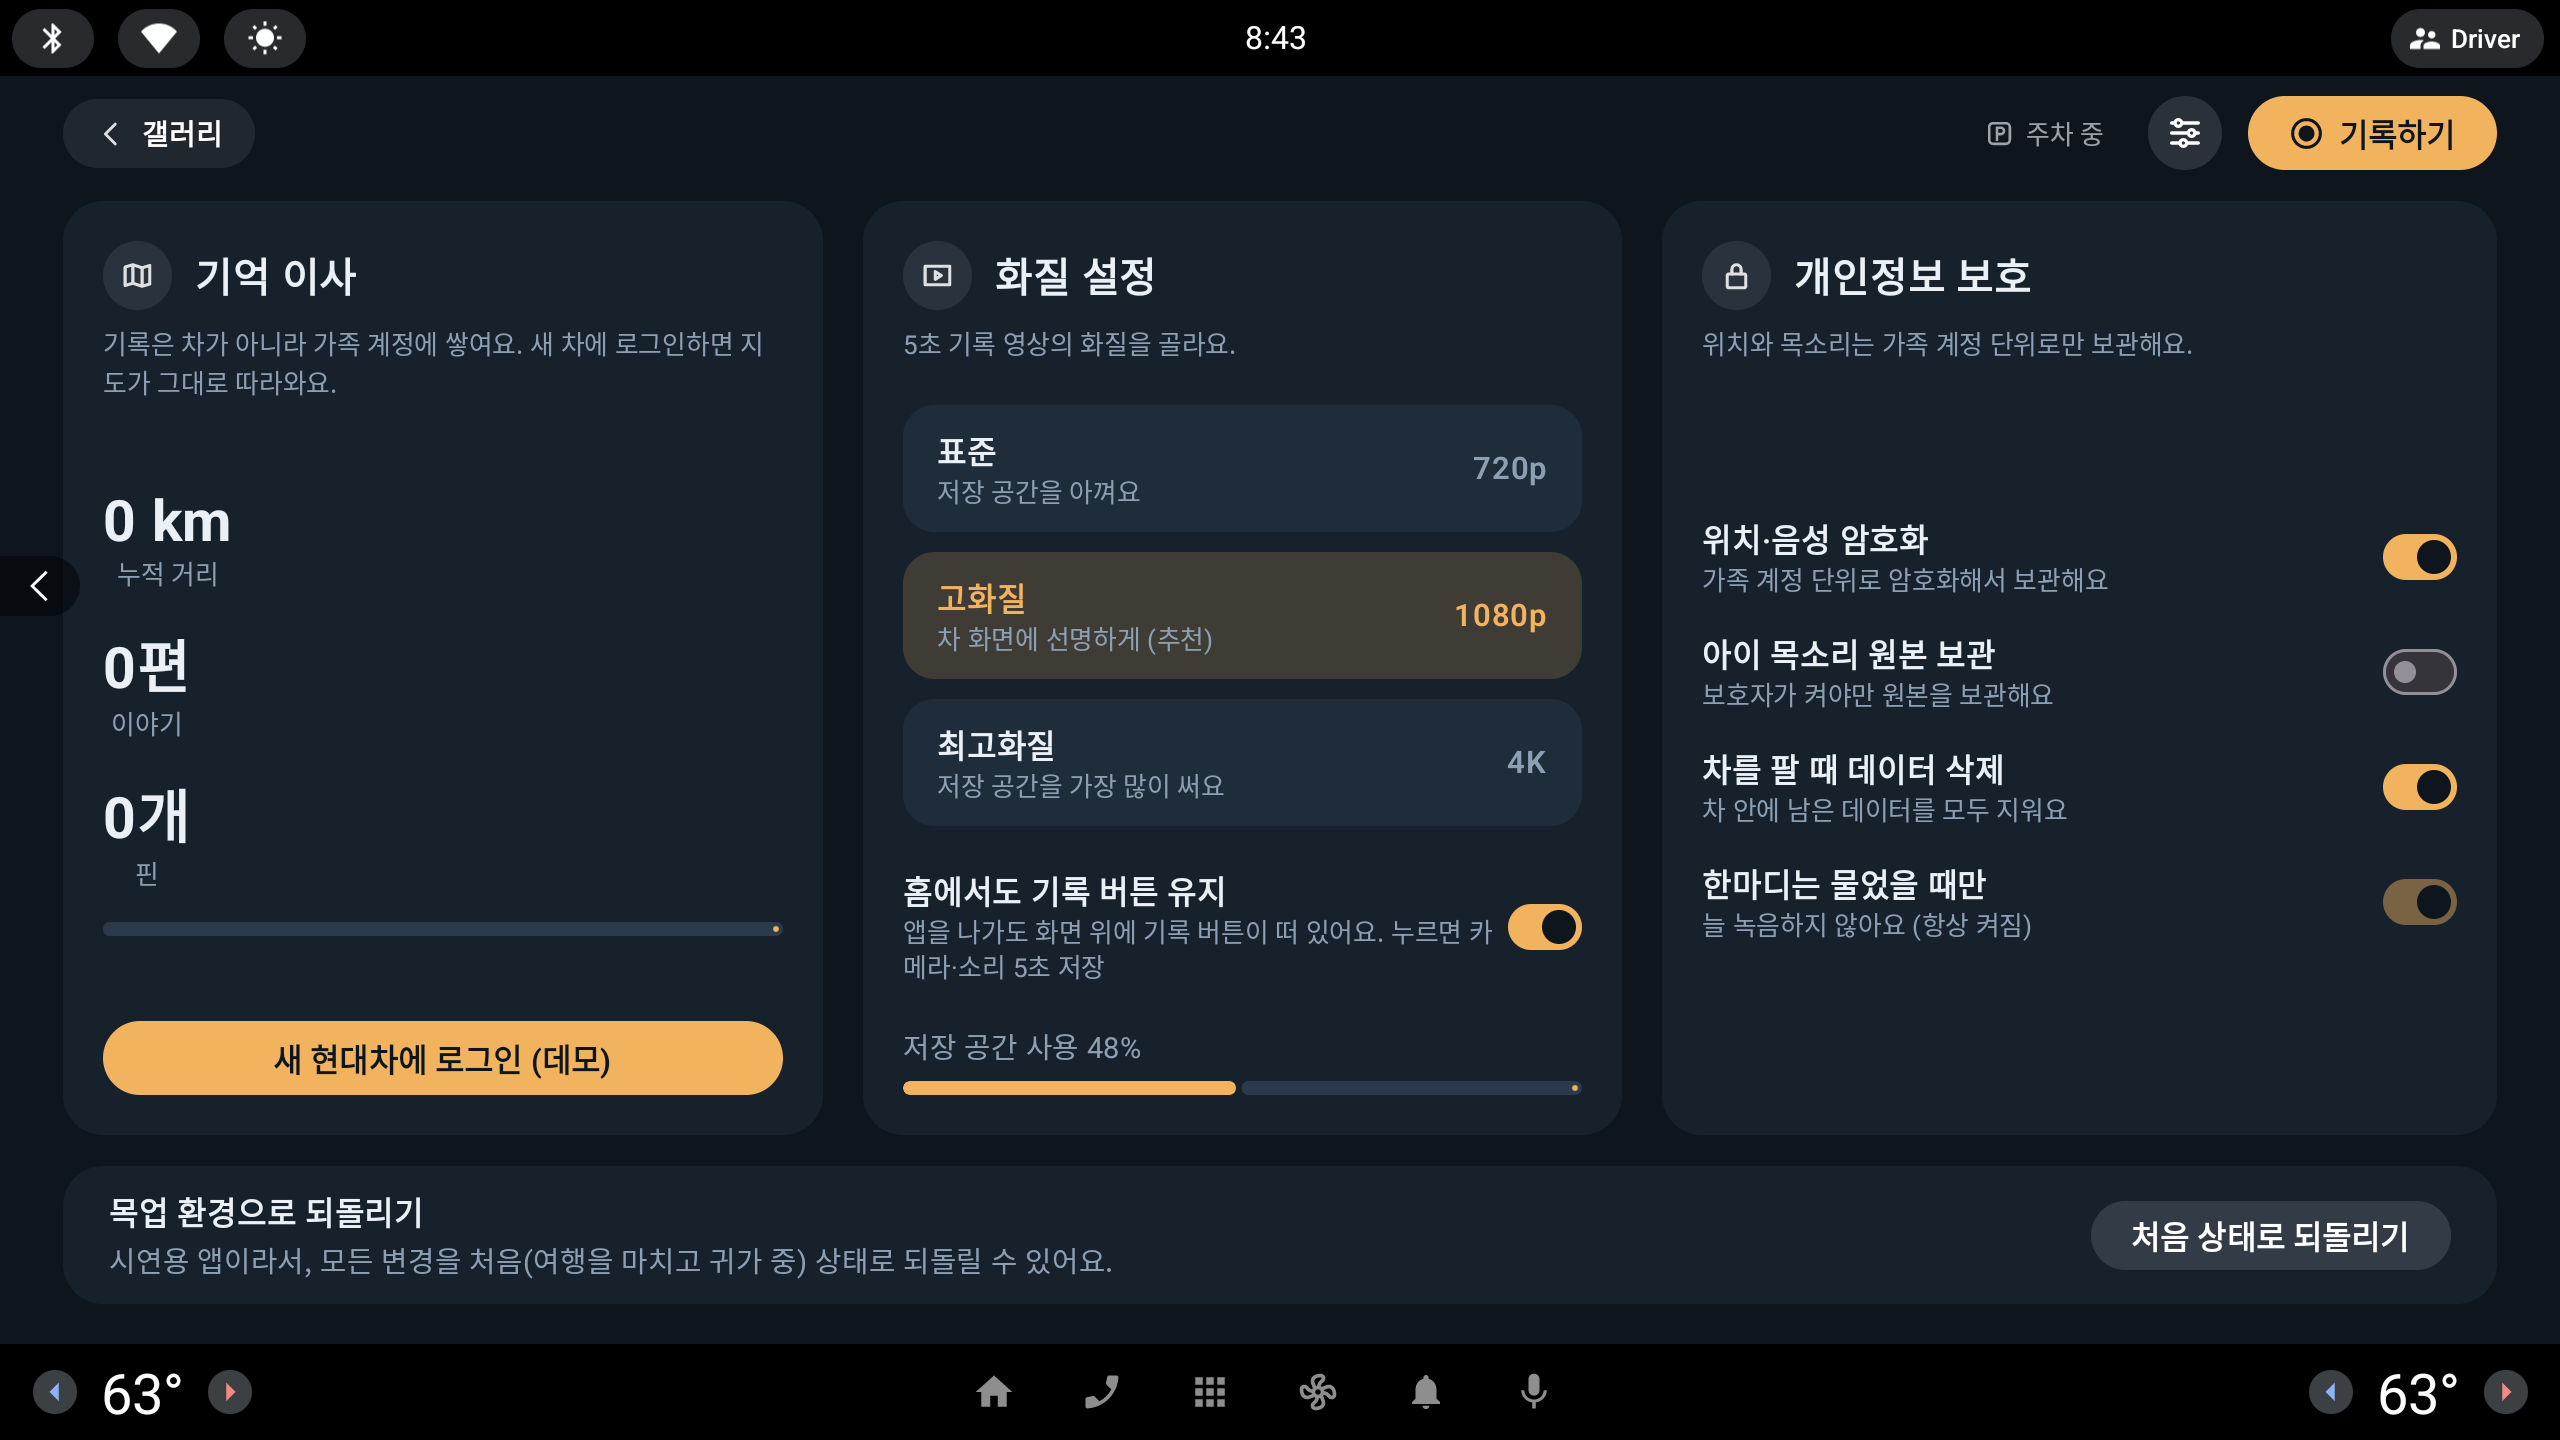 8:43
Driver
갤러리
주차 중
기록하기
기억 이사
기록은 차가 아니라 가족 계정에 쌓여요. 새 차에 로그인하면 지
도가 그대로 따라와요.
0 km
누적 거리
0편
이야기
0개
핀
새 현대차에 로그인 (데모)
화질 설정
5초 기록 영상의 화질을 골라요.
표준
저장 공간을 아껴요
720p
고화질
차 화면에 선명하게 (추천)
1080p
최고화질
저장 공간을 가장 많이 써요
4K
홈에서도 기록 버튼 유지
앱을 나가도 화면 위에 기록 버튼이 떠 있어요. 누르면 카
메라·소리 5초 저장
저장 공간 사용 48%
개인정보 보호
위치와 목소리는 가족 계정 단위로만 보관해요.
위치·음성 암호화
가족 계정 단위로 암호화해서 보관해요
아이 목소리 원본 보관
보호자가 켜야만 원본을 보관해요
차를 팔 때 데이터 삭제
차 안에 남은 데이터를 모두 지워요
한마디는 물었을 때만
늘 녹음하지 않아요 (항상 켜짐)
목업 환경으로 되돌리기
시연용 앱이라서, 모든 변경을 처음(여행을 마치고 귀가 중) 상태로 되돌릴 수 있어요.
처음 상태로 되돌리기
63°
63°